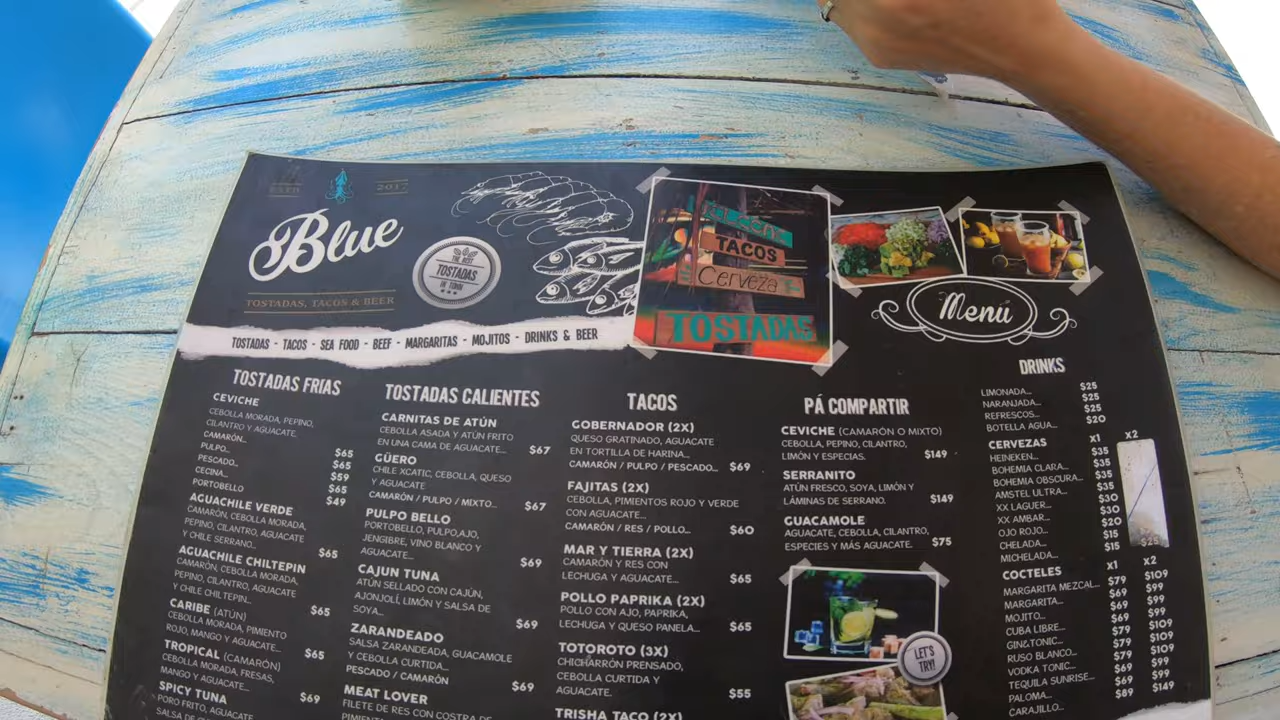 ESTD 2017
Blue
TOSTADAS, TACOS & BEER
THE BEST
TOSTADAS
IN TOWN
TACOS
Cerveza
TOSTADAS
Menú
TOSTADAS - TACOS - SEA FOOD - BEEF - MARGARITAS - MOJITOS - DRINKS & BEER
TOSTADAS FRIAS
CEVICHE
CEBOLLA MORADA, PEPINO,
CILANTRO Y AGUACATE.
CAMARÓN... $65
PULPO... $65
PESCADO... $59
CECINA... $65
PORTOBELLO $49
AGUACHILE VERDE
CAMARÓN, CEBOLLA MORADA,
PEPINO, CILANTRO, AGUACATE
Y CHILE SERRANO... $65
AGUACHILE CHILTEPIN
CAMARÓN, CEBOLLA MORADA,
PEPINO, CILANTRO, AGUACATE
Y CHILE CHILTEPIN... $65
CARIBE (ATÚN)
CEBOLLA MORADA, PIMIENTO
ROJO, MANGO Y AGUACATE... $65
TROPICAL (CAMARÓN)
CEBOLLA MORADA, FRESAS,
MANGO Y AGUACATE... $69
SPICY TUNA
PORO FRITO, AGUACATE
TOSTADAS CALIENTES
CARNITAS DE ATÚN
CEBOLLA ASADA Y ATÚN FRITO
EN UNA CAMA DE AGUACATE... $67
GÜERO
CHILE XCATIC, CEBOLLA, QUESO
Y AGUACATE
CAMARÓN / PULPO / MIXTO... $67
PULPO BELLO
PORTOBELLO, PULPO,AJO,
JENGIBRE, VINO BLANCO Y
AGUACATE... $69
CAJUN TUNA
ATÚN SELLADO CON CAJÚN,
AJONJOLÍ, LIMÓN Y SALSA DE
SOYA... $69
ZARANDEADO
SALSA ZARANDEADA, GUACAMOLE
Y CEBOLLA CURTIDA...
PESCADO / CAMARÓN $69
MEAT LOVER
FILETE DE RES CON COSTRA DE
TACOS
GOBERNADOR (2X)
QUESO GRATINADO, AGUACATE
EN TORTILLA DE HARINA...
CAMARÓN / PULPO / PESCADO... $69
FAJITAS (2X)
CEBOLLA, PIMIENTOS ROJO Y VERDE
CON AGUACATE...
CAMARÓN / RES / POLLO... $60
MAR Y TIERRA (2X)
CAMARÓN Y RES CON
LECHUGA Y AGUACATE... $65
POLLO PAPRIKA (2X)
POLLO CON AJO, PAPRIKA,
LECHUGA Y QUESO PANELA... $65
TOTOROTO (3X)
CHICHÁRRÓN PRENSADO,
CEBOLLA CURTIDA Y
AGUACATE. $55
TRISHA TACO (2X)
PÁ COMPARTIR
CEVICHE (CAMARÓN O MIXTO)
CEBOLLA, PEPINO, CILANTRO,
LIMÓN Y ESPECIAS. $149
SERRANITO
ATÚN FRESCO, SOYA, LIMÓN Y
LÁMINAS DE SERRANO. $149
GUACAMOLE
AGUACATE, CEBOLLA, CILANTRO,
ESPECIES Y MÁS AGUACATE. $75
LET'S
TRY!
DRINKS
LIMONADA... $25
NARANJADA... $25
REFRESCOS... $25
BOTELLA AGUA... $20
CERVEZAS x1 x2
HEINEKEN... $35
BOHEMIA CLARA... $35
BOHEMIA OBSCURA... $35
AMSTEL ULTRA... $35
XX LAGUER... $30
XX AMBAR... $30
OJO ROJO... $20
CHELADA... $15
MICHELADA... $15
COCTELES x1 x2
MARGARITA MEZCAL... $79 $109
MARGARITA... $69 $99
MOJITO... $69 $99
CUBA LIBRE... $79 $109
GIN&TONIC... $79 $109
RUSO BLANCO... $79 $109
VODKA TONIC... $69 $99
TEQUILA SUNRISE... $69 $99
PALOMA... $89 $149
CARAJILLO...